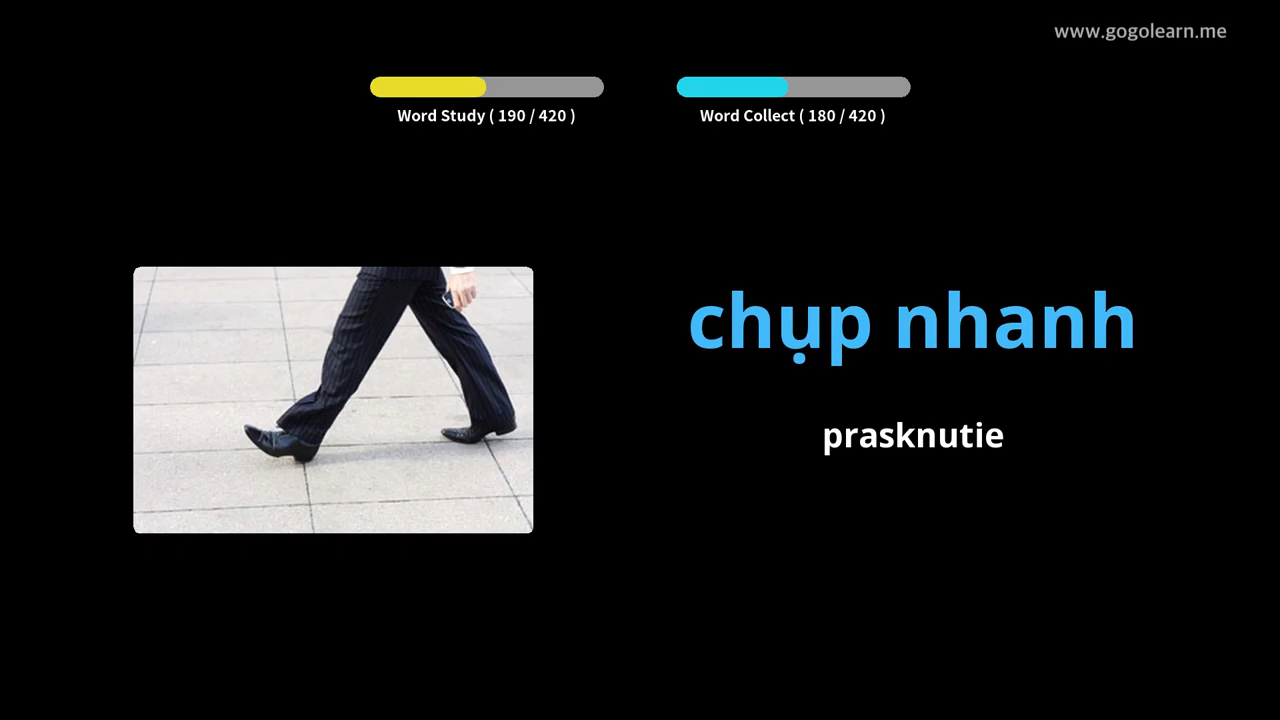 www.gogolearn.me
Word Study ( 190 / 420 )
Word Collect ( 180 / 420 )
chụp nhanh
prasknutie